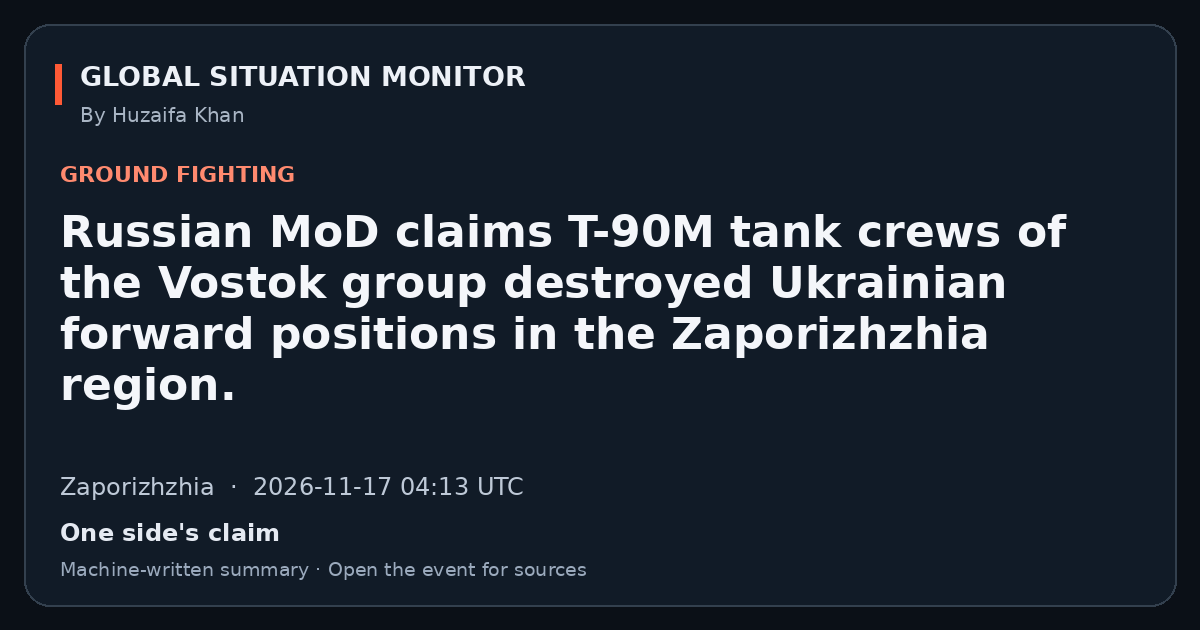 GLOBAL SITUATION MONITOR
By Huzaifa Khan
GROUND FIGHTING
Russian MoD claims T-90M tank crews of
the Vostok group destroyed Ukrainian
forward positions in the Zaporizhzhia
region.
Zaporizhzhia · 2026-11-17 04:13 UTC
One side's claim
Machine-written summary · Open the event for sources